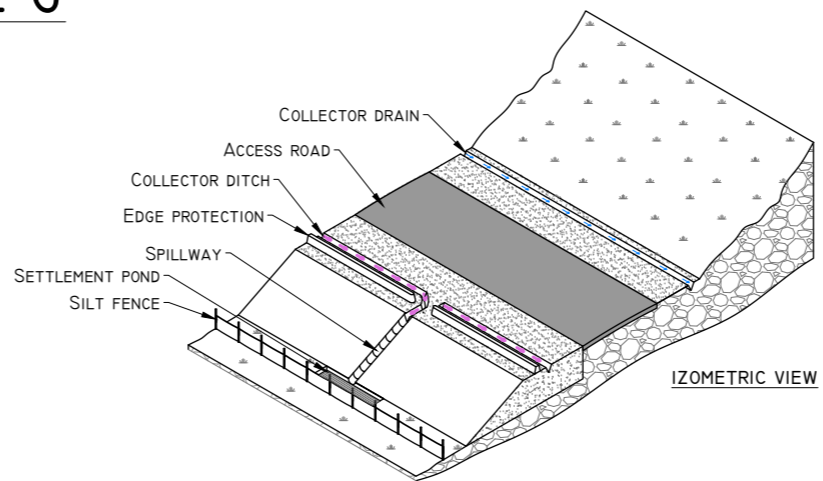 COLLECTOR DRAIN
ACCESS ROAD
COLLECTOR DITCH
EDGE PROTECTION
SPILLWAY
SETTLEMENT POND
SILT FENCE
IZOMETRIC VIEW